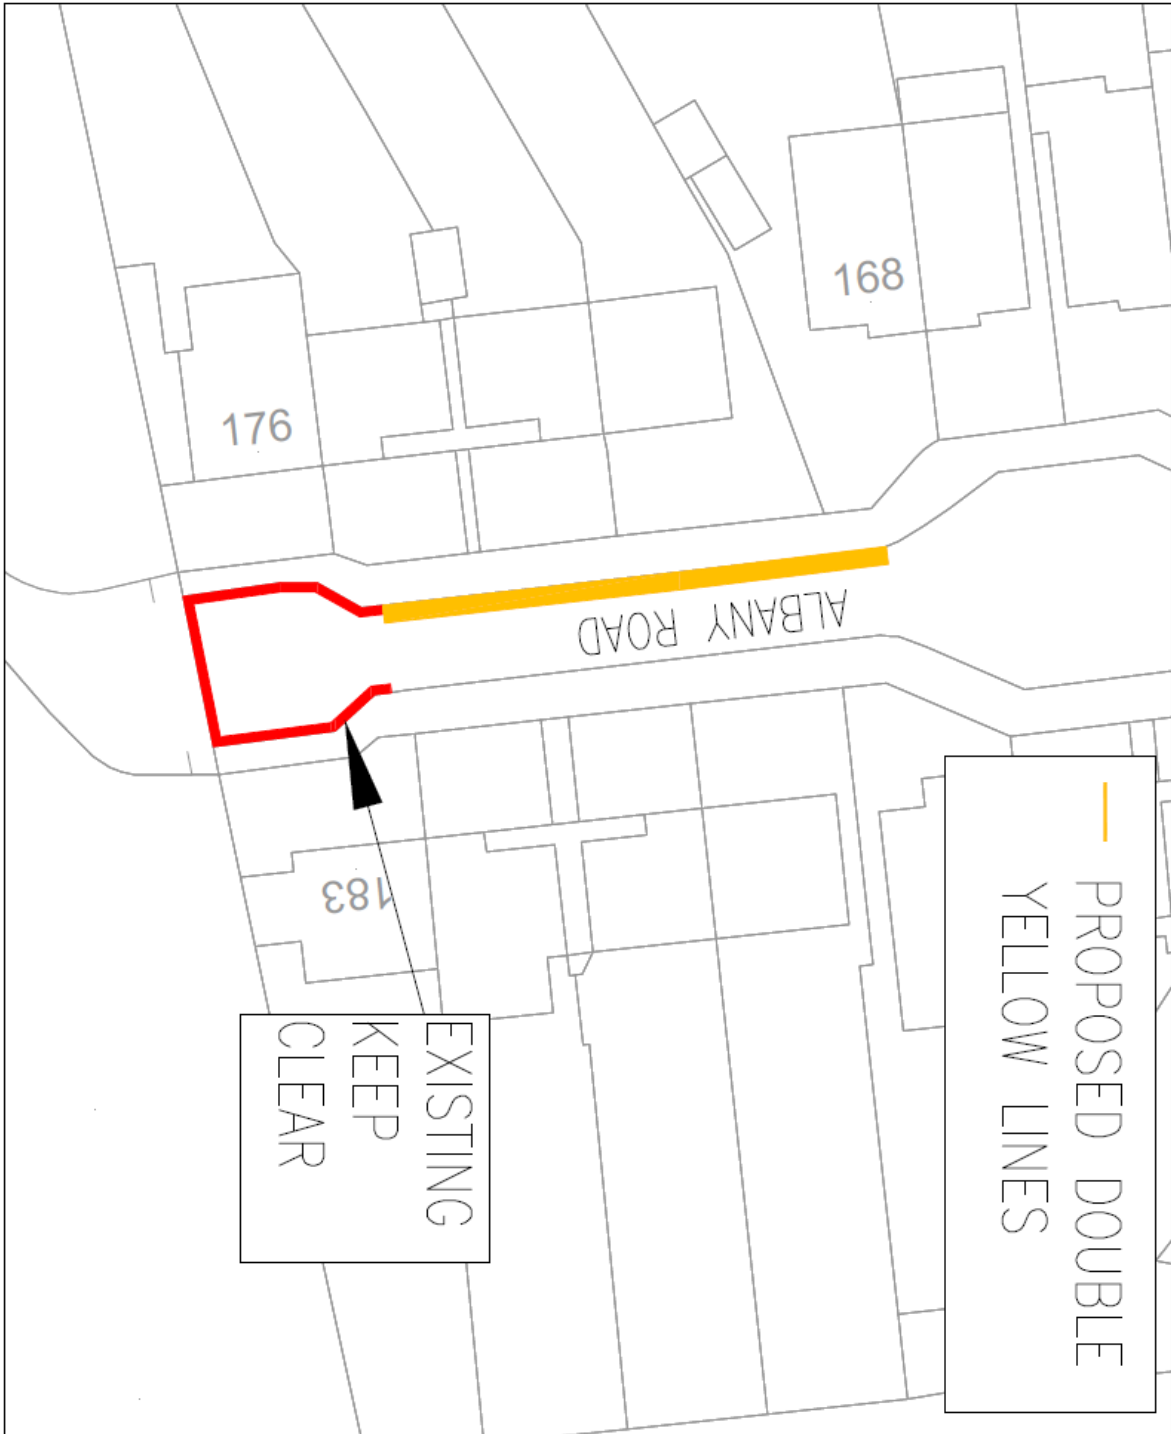 168
176
ALBANY ROAD
183
EXISTING
KEEP
CLEAR
PROPOSED DOUBLE
YELLOW LINES